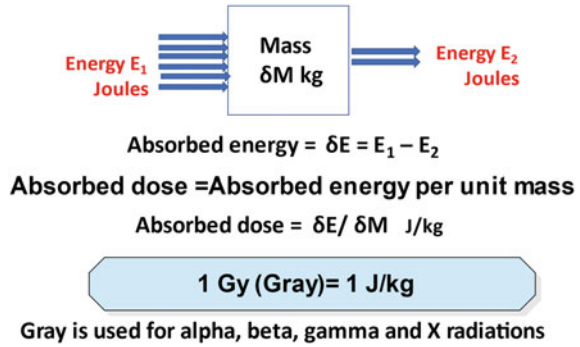 Energy E₁
Joules
Mass
δM kg
Energy E₂
Joules
Absorbed energy = δE = E₁ – E₂
Absorbed dose =Absorbed energy per unit mass
Absorbed dose = δE/ δM J/kg
1 Gy (Gray)= 1 J/kg
Gray is used for alpha, beta, gamma and X radiations